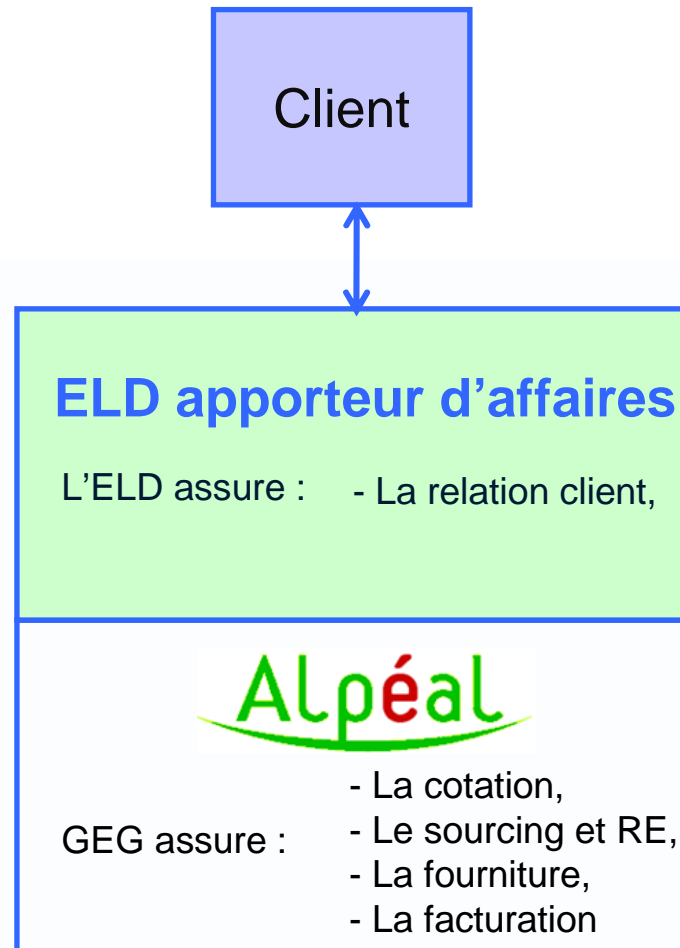 Client
ELD apporteur d’affaires
L’ELD assure : - La relation client,
Alpéal
- La cotation,
GEG assure : - Le sourcing et RE,
- La fourniture,
- La facturation